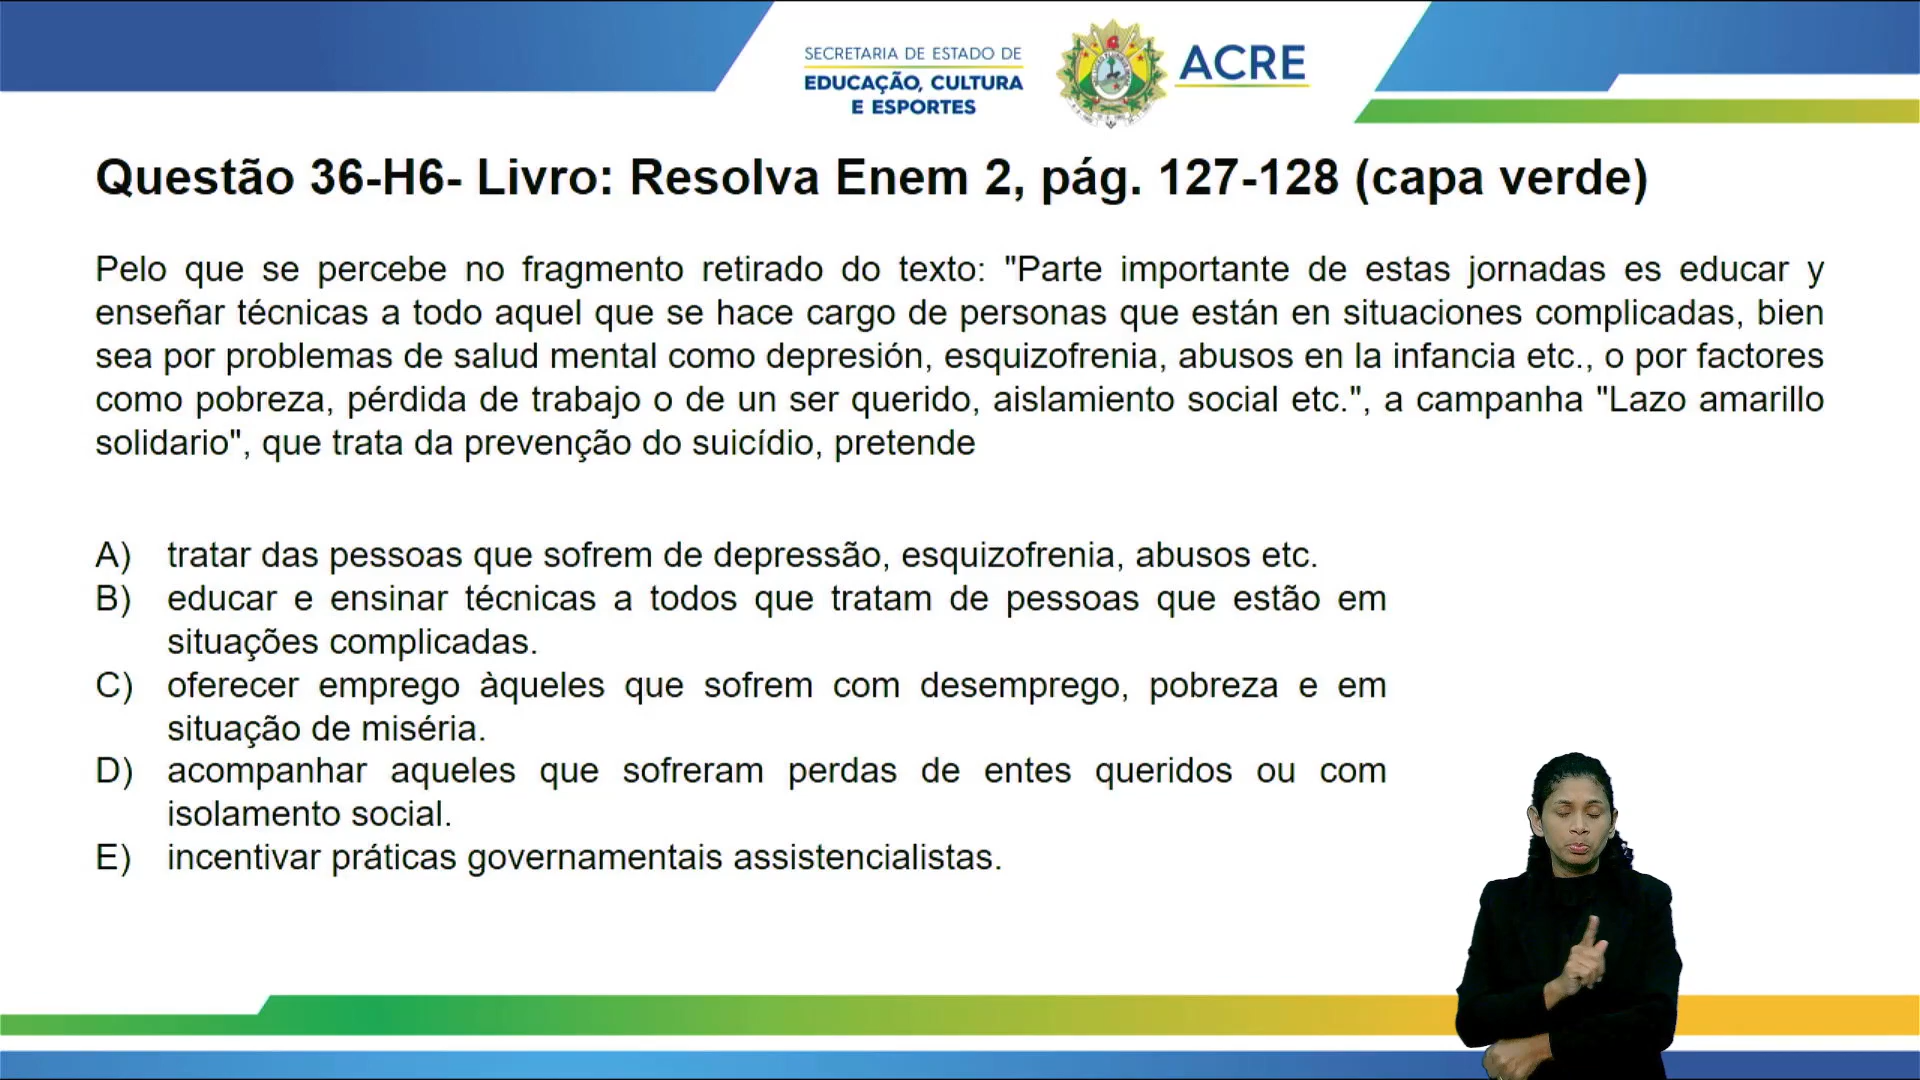 SECRETARIA DE ESTADO DE
EDUCAÇÃO, CULTURA
E ESPORTES
ACRE
Questão 36-H6- Livro: Resolva Enem 2, pág. 127-128 (capa verde)
Pelo que se percebe no fragmento retirado do texto: "Parte importante de estas jornadas es educar y
enseñar técnicas a todo aquel que se hace cargo de personas que están en situaciones complicadas, bien
sea por problemas de salud mental como depresión, esquizofrenia, abusos en la infancia etc., o por factores
como pobreza, pérdida de trabajo o de un ser querido, aislamiento social etc.", a campanha "Lazo amarillo
solidario", que trata da prevenção do suicídio, pretende
A) tratar das pessoas que sofrem de depressão, esquizofrenia, abusos etc.
B) educar e ensinar técnicas a todos que tratam de pessoas que estão em
situações complicadas.
C) oferecer emprego àqueles que sofrem com desemprego, pobreza e em
situação de miséria.
D) acompanhar aqueles que sofreram perdas de entes queridos ou com
isolamento social.
E) incentivar práticas governamentais assistencialistas.